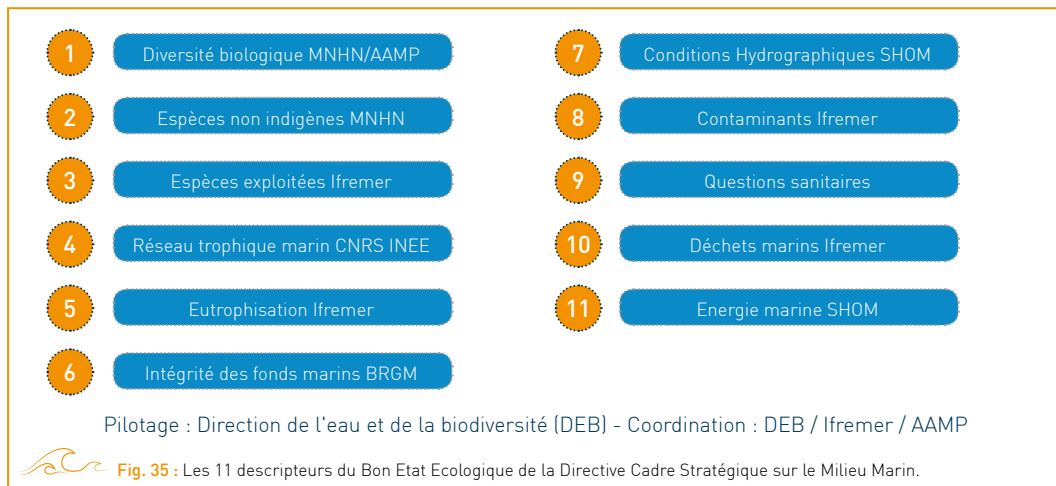 1
Diversité biologique MNHN/AAMP
2
Espèces non indigènes MNHN
3
Espèces exploitées Ifremer
4
Réseau trophique marin CNRS INEE
5
Eutrophisation Ifremer
6
Intégrité des fonds marins BRGM
7
Conditions Hydrographiques SHOM
8
Contaminants Ifremer
9
Questions sanitaires
10
Déchets marins Ifremer
11
Energie marine SHOM
Pilotage : Direction de l'eau et de la biodiversité (DEB) - Coordination : DEB / Ifremer / AAMP
Fig. 35 : Les 11 descripteurs du Bon Etat Ecologique de la Directive Cadre Stratégique sur le Milieu Marin.